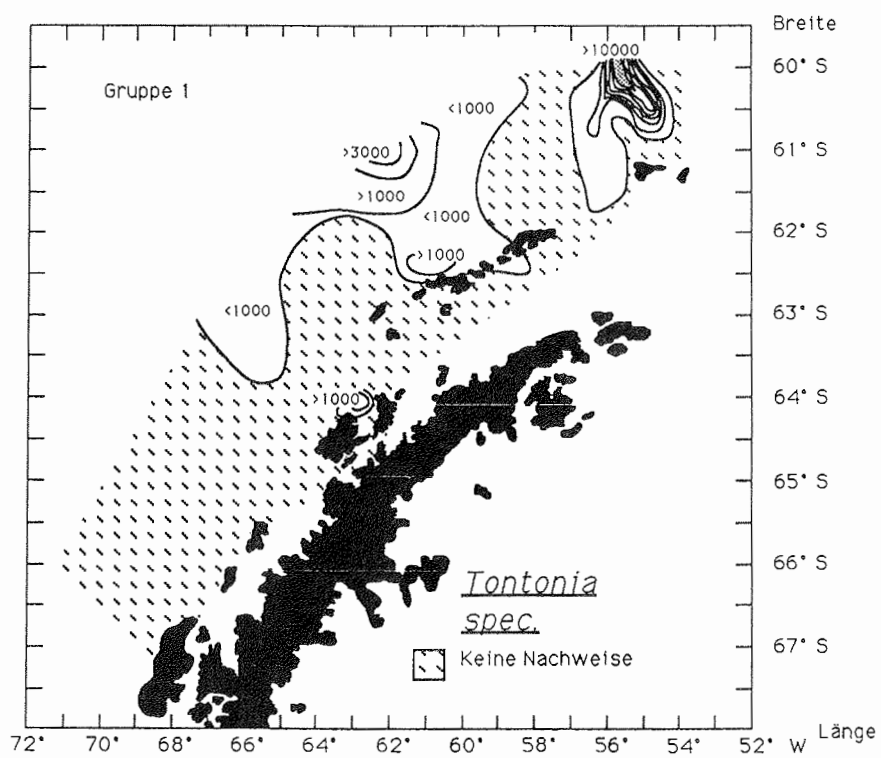 Breite
>10000
60° S
Gruppe 1
<1000
61° S
>3000
>1000
<1000
62° S
>1000
<1000
63° S
>1000
64° S
65° S
66° S
Tontonia
spec.
Keine Nachweise
67° S
72° 70° 68° 66° 64° 62° 60° 58° 56° 54° 52° W Länge